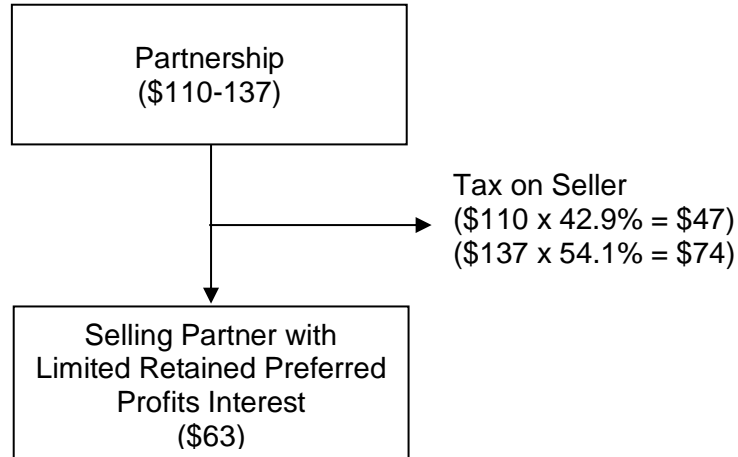 Partnership
($110-137)
Tax on Seller
($110 x 42.9% = $47)
($137 x 54.1% = $74)
Selling Partner with
Limited Retained Preferred
Profits Interest
($63)